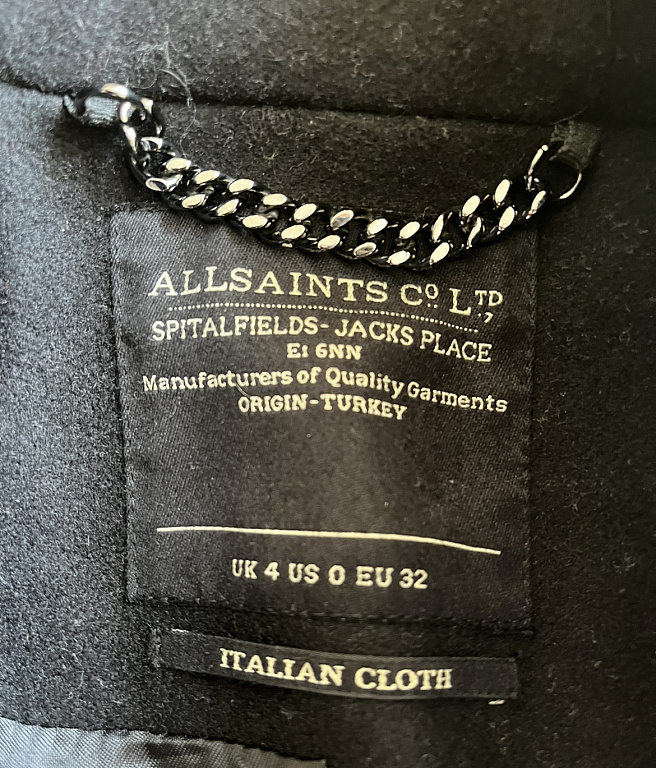 ALLSAINTS Cº LTD,
SPITALFIELDS- JACKS PLACE
E1 6NN
Manufacturers of Quality Garments
ORIGIN-TURKEY
UK 4 US 0 EU 32
ITALIAN CLOTH